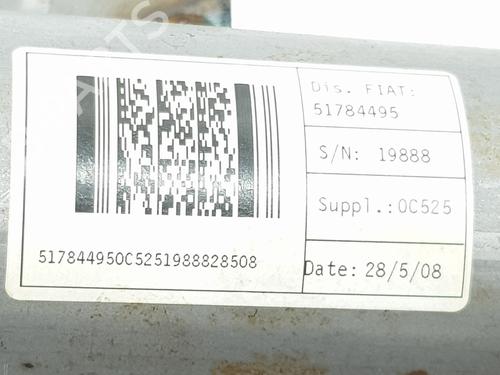 Dis. FIAT:
51784495
S/N: 19888
Suppl.: 0C525
Date: 28/5/08
517844950C5251988828508